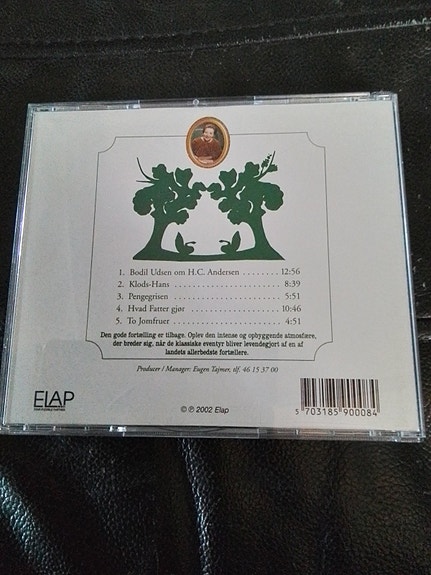 1. Bodil Udsen om H.C. Andersen ........ 12:56
2. Klods-Hans ........................ 8:39
3. Pengegrisen ........................ 5:51
4. Hvad Fatter gjør .................... 10:46
5. To Jomfruer ........................ 4:51
Den gode fortælling er tilbage. Oplev den intense og opbyggende atmosfære,
der breder sig, når de klassiske eventyr bliver levendegjort af en af
landets allerbedste fortællere.
Producer / Manager: Eugen Tajmer, tlf. 46 15 37 00
ELAP
© ℗ 2002 Elap
5 703185 900084